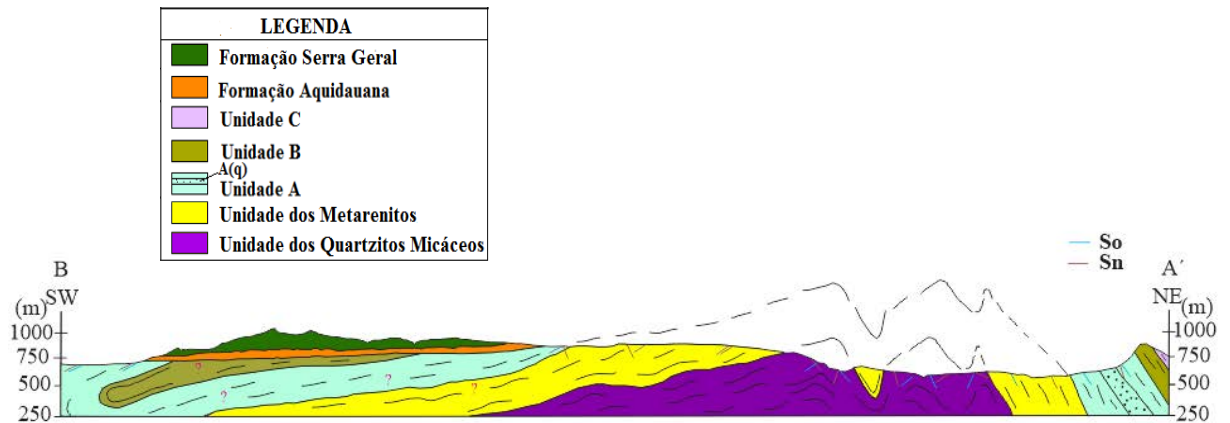 LEGENDA
Formação Serra Geral
Formação Aquidauana
Unidade C
Unidade B
A(q)
Unidade A
Unidade dos Metarenitos
Unidade dos Quartzitos Micáceos
So
Sn
B
SW
(m)
1000
750
500
250
A´
NE
(m)
1000
750
500
250
?
?
?
?